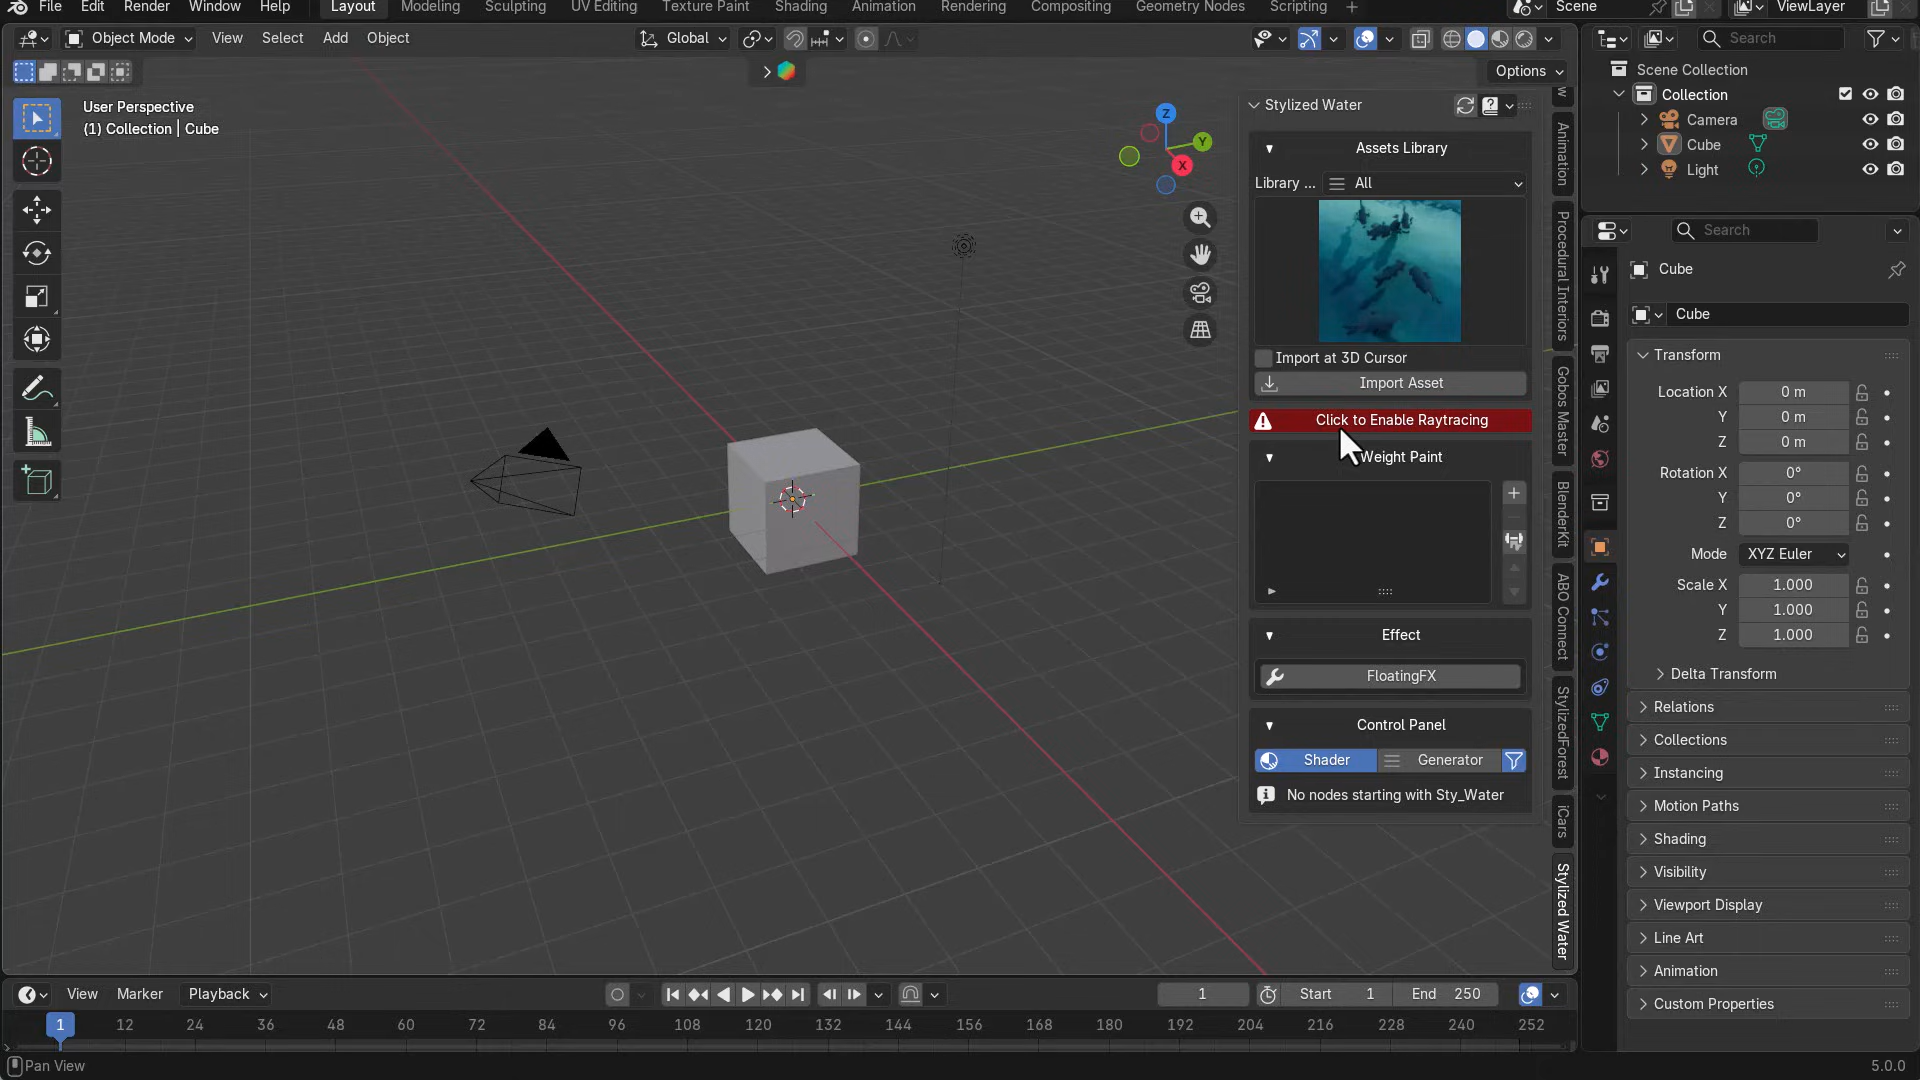 File Edit Render Window Help Layout Modeling Sculpting UV Editing Texture Paint Shading Animation Rendering Compositing Geometry Nodes Scripting + Scene ViewLayer
Object Mode View Select Add Object Global Search
Options
User Perspective
(1) Collection | Cube
Z
Y
X
Stylized Water
Assets Library
Library ... All
Import at 3D Cursor
Import Asset
Click to Enable Raytracing
Weight Paint
Effect
FloatingFX
Control Panel
Shader Generator
No nodes starting with Sty_Water
w
Animation
Procedural Interiors
Gobos Master
BlenderKit
ABO Connect
StylizedForest
iCars
Stylized Water
Scene Collection
Collection
Camera
Cube
Light
Search
Cube
Cube
Transform
Location X 0 m
Y 0 m
Z 0 m
Rotation X 0°
Y 0°
Z 0°
Mode XYZ Euler
Scale X 1.000
Y 1.000
Z 1.000
Delta Transform
Relations
Collections
Instancing
Motion Paths
Shading
Visibility
Viewport Display
Line Art
Animation
Custom Properties
View Marker Playback 1 Start 1 End 250
1 12 24 36 48 60 72 84 96 108 120 132 144 156 168 180 192 204 216 228 240 252
Pan View 5.0.0